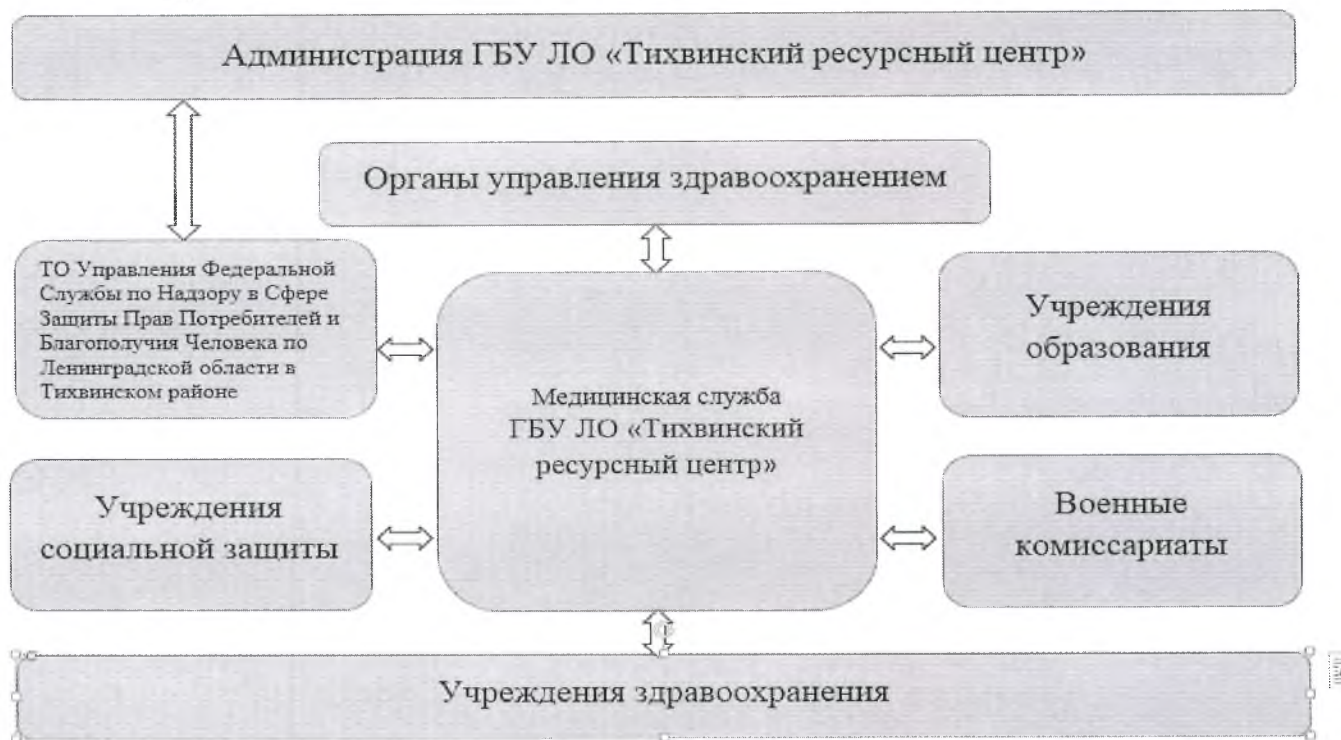 Администрация ГБУ ЛО «Тихвинский ресурсный центр»
Органы управления здравоохранением
ТО Управления Федеральной
Службы по Надзору в Сфере
Защиты Прав Потребителей и
Благополучия Человека по
Ленинградской области в
Тихвинском районе
Медицинская служба
ГБУ ЛО «Тихвинский
ресурсный центр»
Учреждения
образования
Учреждения
социальной защиты
Военные
комиссариаты
Учреждения здравоохранения